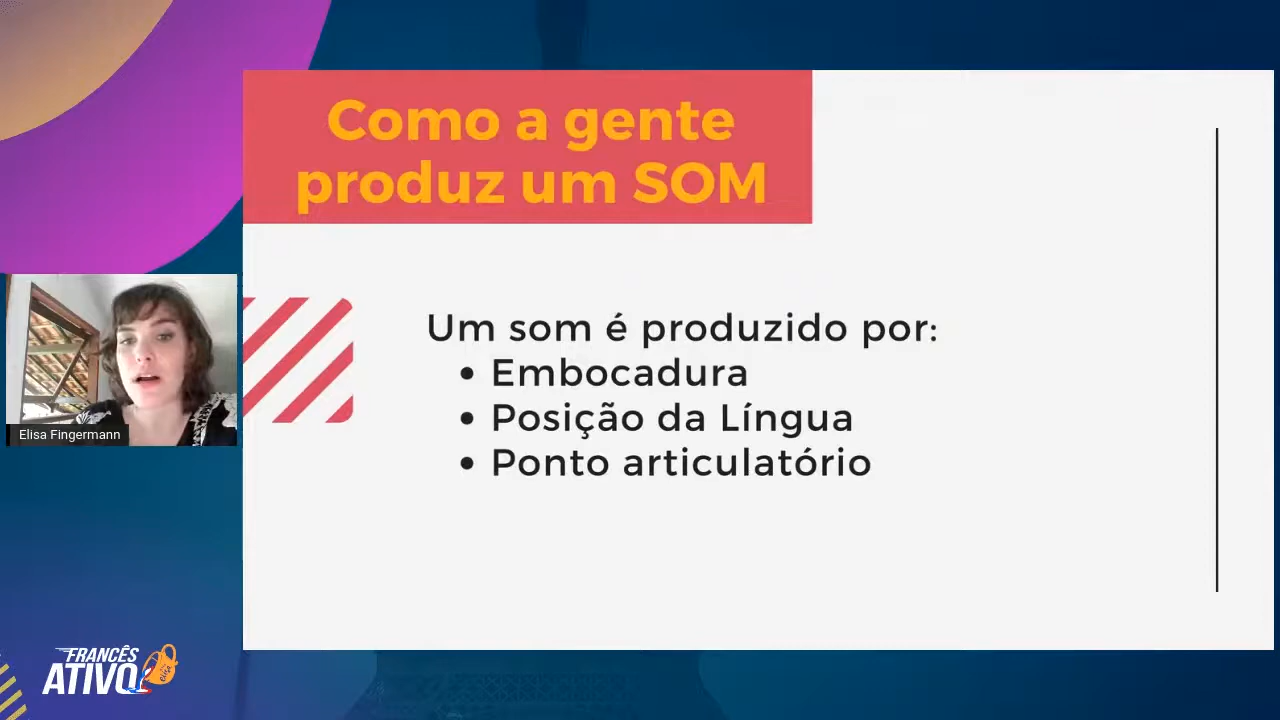 Como a gente
produz um SOM
Um som é produzido por:
• Embocadura
• Posição da Língua
• Ponto articulatório
Elisa Fingermann
FRANCÊS
ATIVO